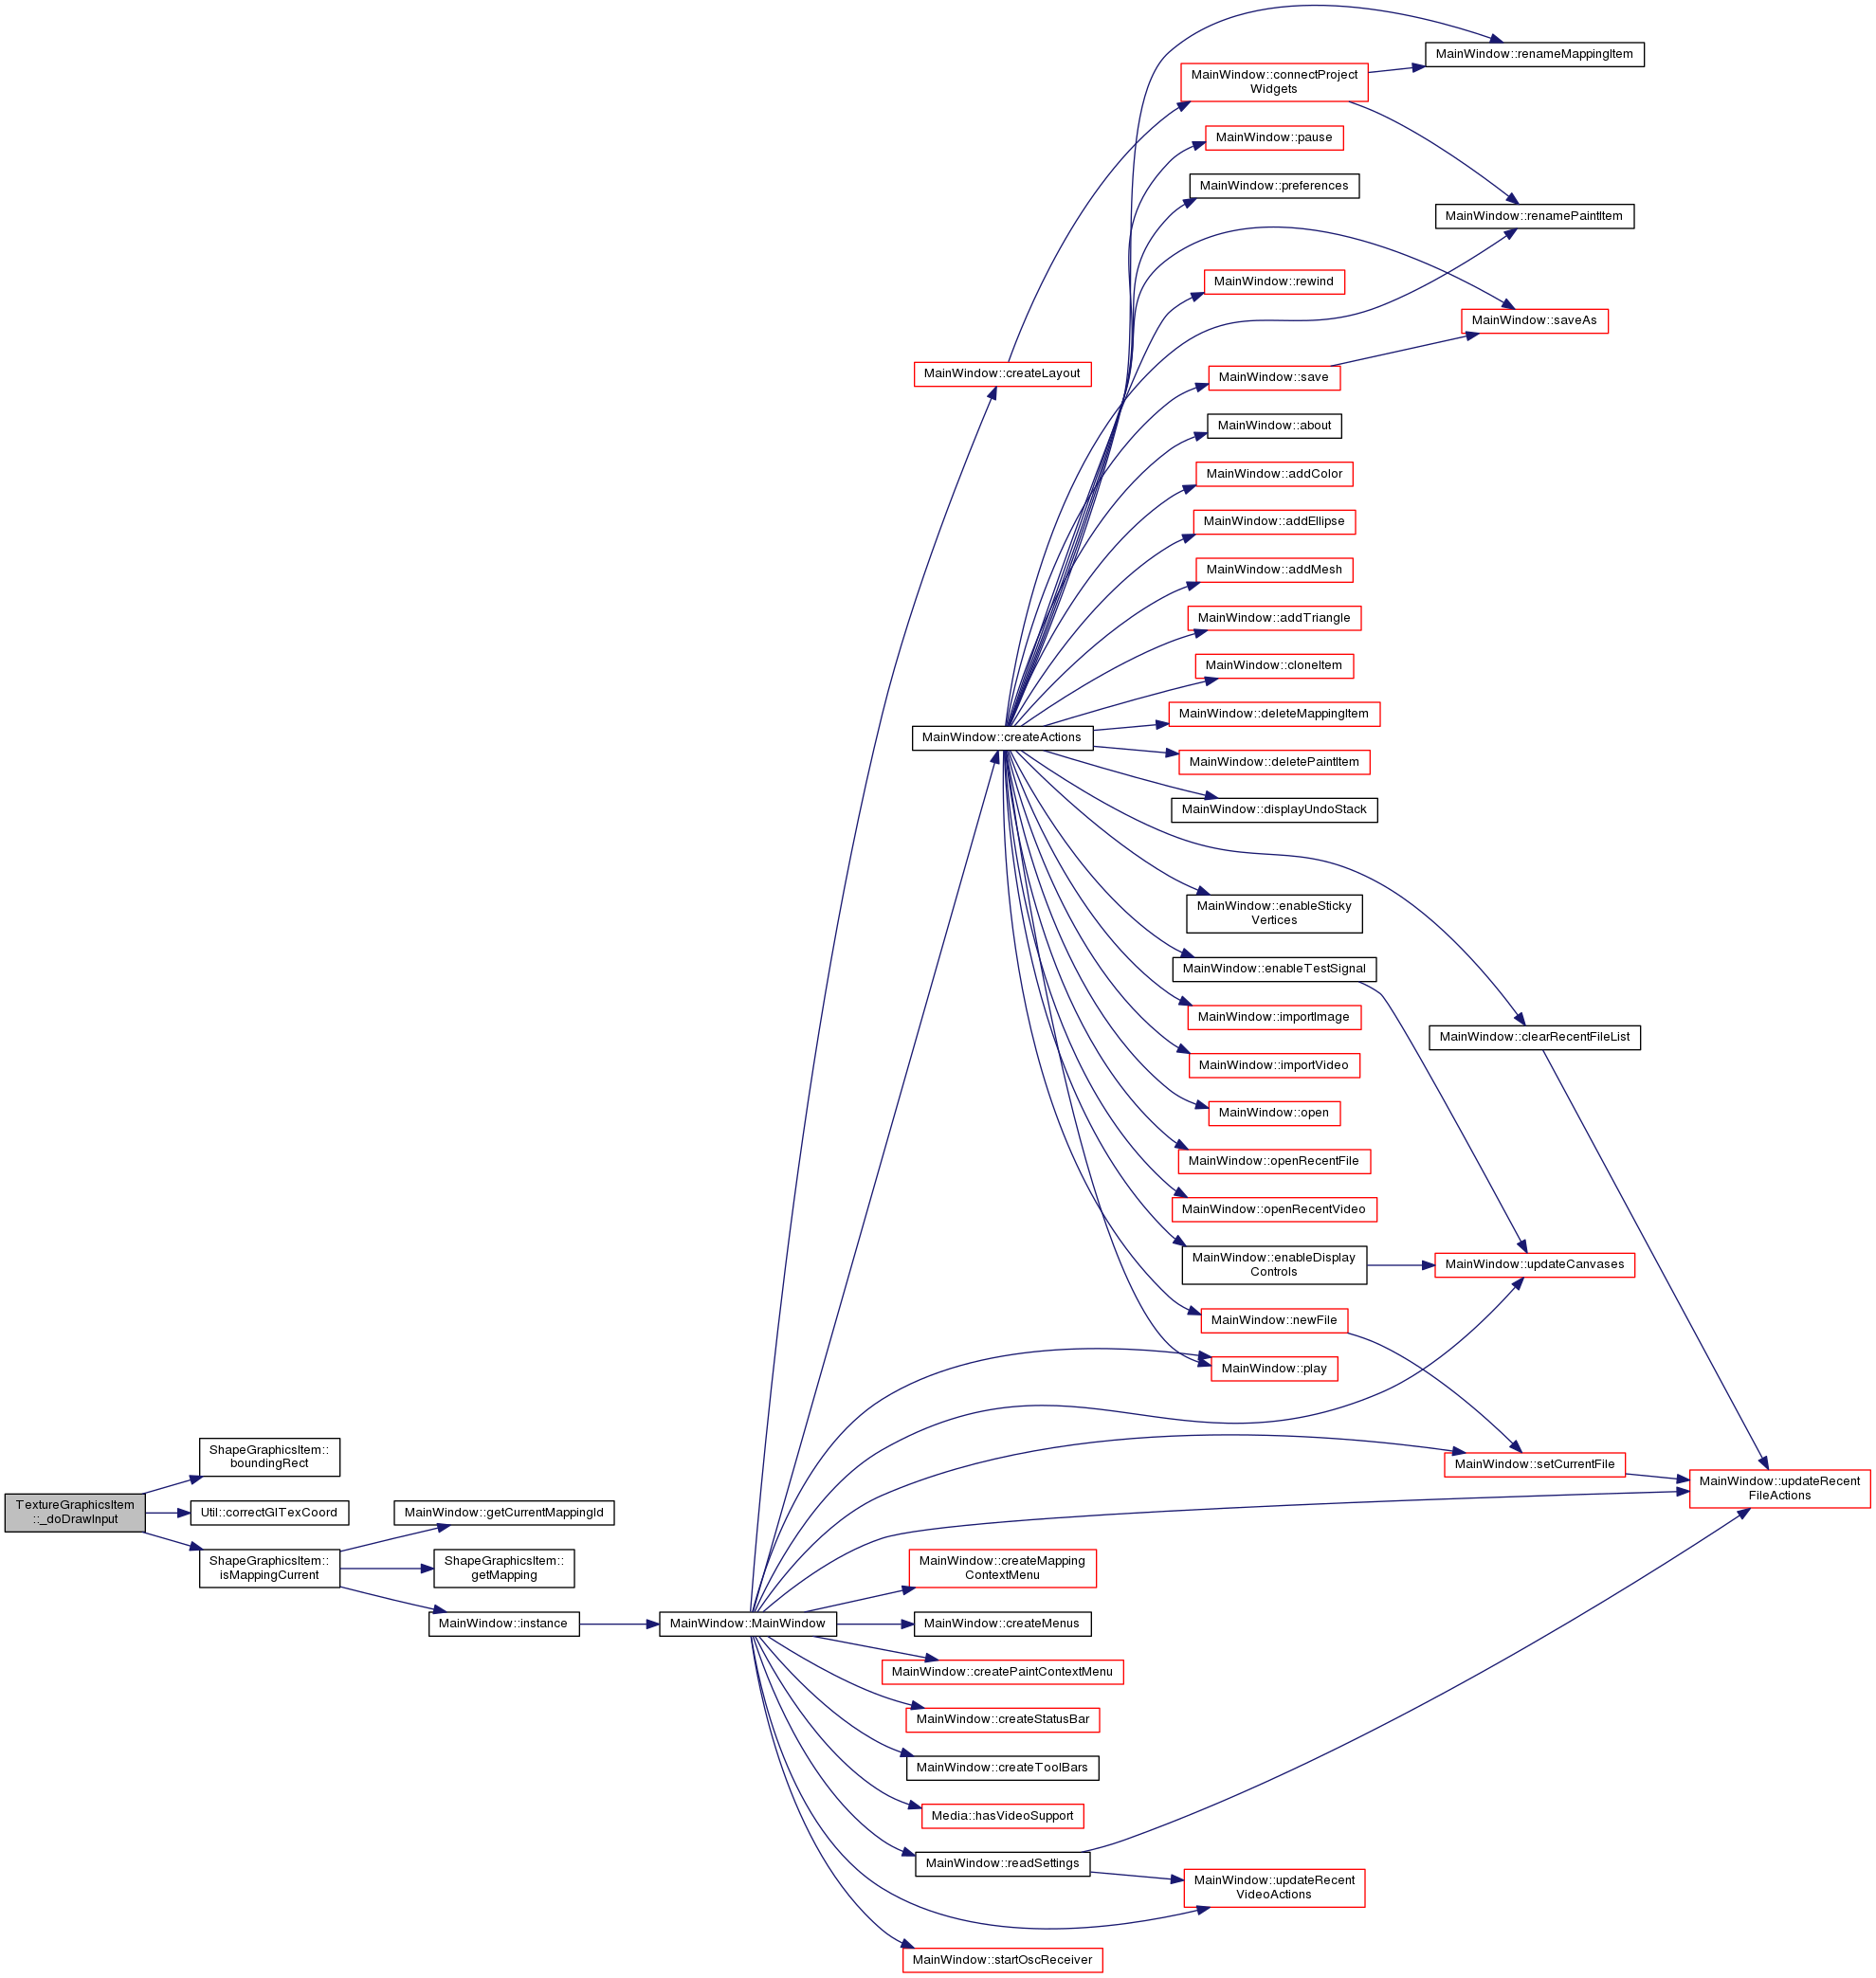 MainWindow::renameMappingItem
MainWindow::connectProject
Widgets
MainWindow::pause
MainWindow::preferences
MainWindow::renamePaintItem
MainWindow::rewind
MainWindow::saveAs
MainWindow::createLayout
MainWindow::save
MainWindow::about
MainWindow::addColor
MainWindow::addEllipse
MainWindow::addMesh
MainWindow::addTriangle
MainWindow::cloneItem
MainWindow::deleteMappingItem
MainWindow::createActions
MainWindow::deletePaintItem
MainWindow::displayUndoStack
MainWindow::enableSticky
Vertices
MainWindow::enableTestSignal
MainWindow::importImage
MainWindow::clearRecentFileList
MainWindow::importVideo
MainWindow::open
MainWindow::openRecentFile
MainWindow::openRecentVideo
MainWindow::enableDisplay
Controls
MainWindow::updateCanvases
MainWindow::newFile
MainWindow::play
ShapeGraphicsItem::
boundingRect
MainWindow::setCurrentFile
MainWindow::updateRecent
FileActions
TextureGraphicsItem
::_doDrawInput
Util::correctGlTexCoord
MainWindow::getCurrentMappingId
ShapeGraphicsItem::
isMappingCurrent
ShapeGraphicsItem::
getMapping
MainWindow::createMapping
ContextMenu
MainWindow::instance
MainWindow::MainWindow
MainWindow::createMenus
MainWindow::createPaintContextMenu
MainWindow::createStatusBar
MainWindow::createToolBars
Media::hasVideoSupport
MainWindow::readSettings
MainWindow::updateRecent
VideoActions
MainWindow::startOscReceiver